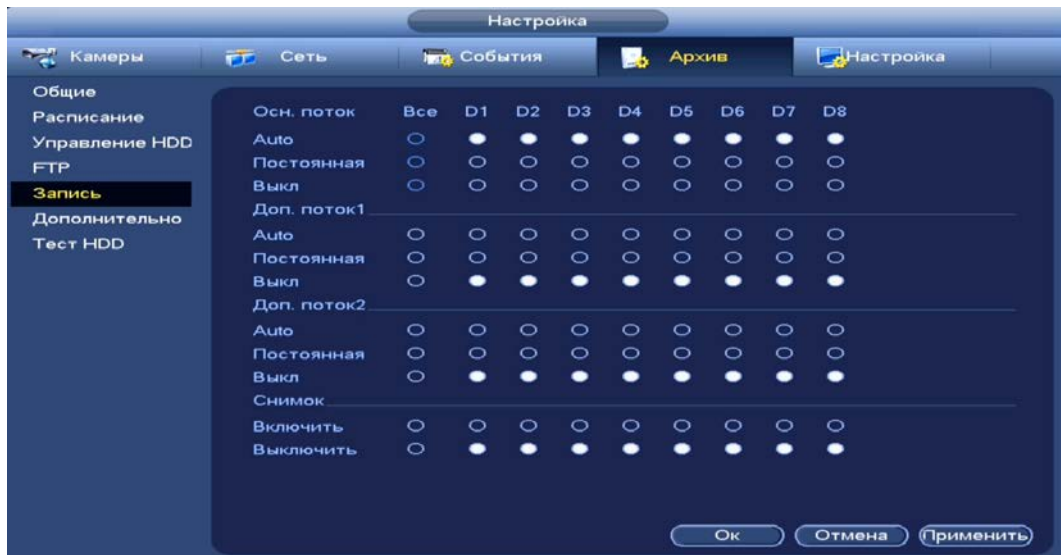 Настройка
Камеры Сеть События Архив Настройка
Общие
Расписание
Управление HDD
FTP
Запись
Дополнительно
Тест HDD
Осн. поток Все D1 D2 D3 D4 D5 D6 D7 D8
Auto
Постоянная
Выкл
Доп. поток1
Auto
Постоянная
Выкл
Доп. поток2
Auto
Постоянная
Выкл
Снимок
Включить
Выключить
Ок Отмена Применить